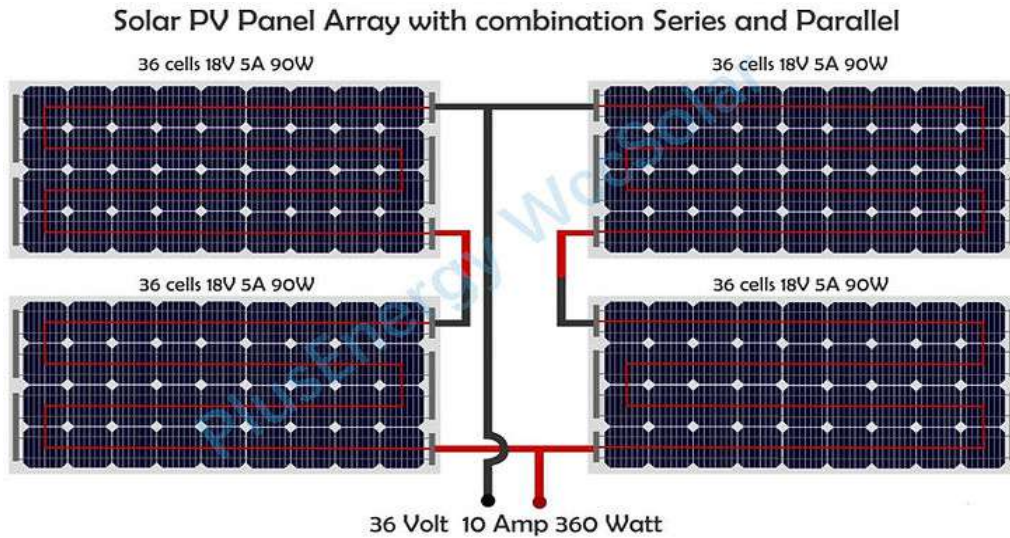 Solar PV Panel Array with combination Series and Parallel
36 cells 18V 5A 90W
36 cells 18V 5A 90W
36 cells 18V 5A 90W
36 cells 18V 5A 90W
PlusEnergy WccSolar
36 Volt 10 Amp 360 Watt